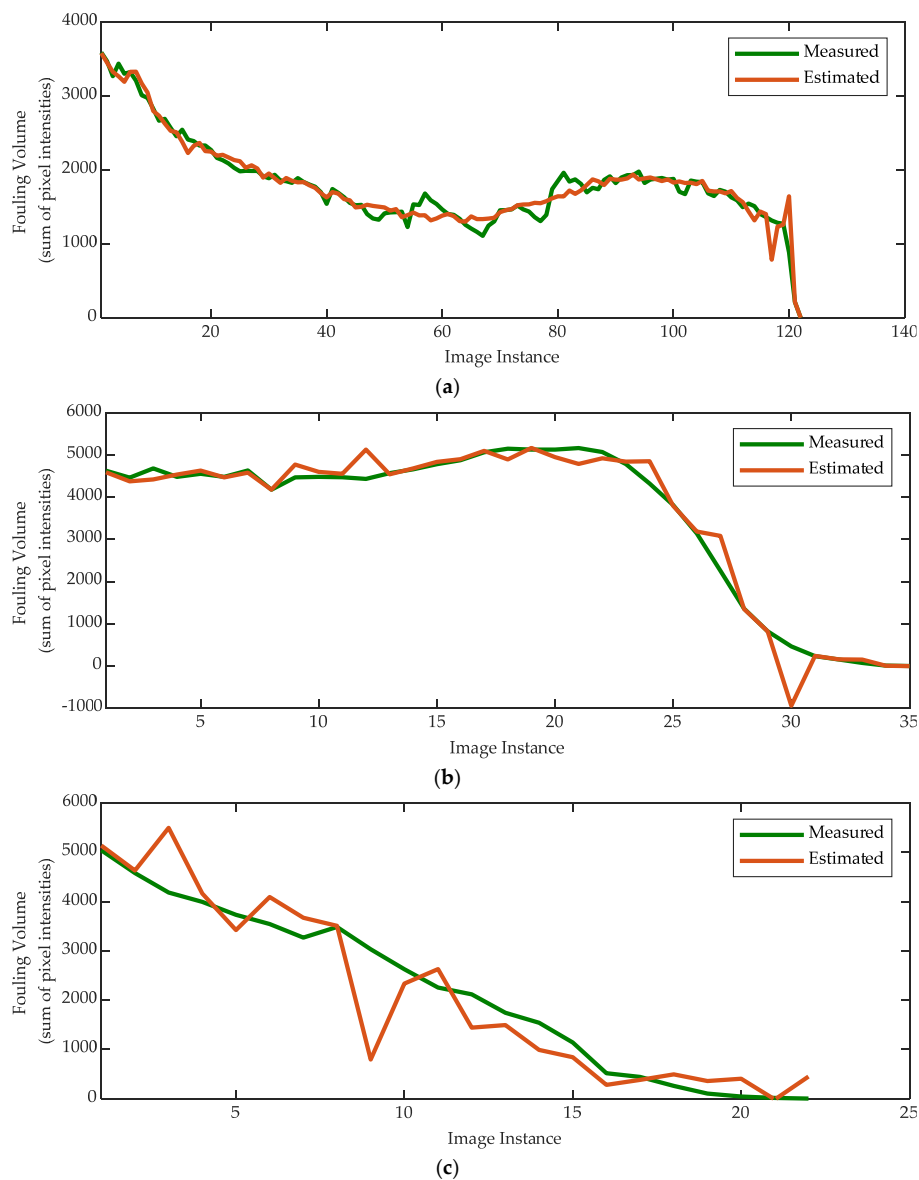 4000
3000
2000
1000
0
Fouling Volume
(sum of pixel intensities)
Measured
Estimated
20 40 60 80 100 120 140
Image Instance
(a)
6000
5000
4000
3000
2000
1000
0
-1000
Fouling Volume
(sum of pixel intensities)
Measured
Estimated
5 10 15 20 25 30 35
Image Instance
(b)
6000
5000
4000
3000
2000
1000
0
Fouling Volume
(sum of pixel intensities)
Measured
Estimated
5 10 15 20 25
Image Instance
(c)